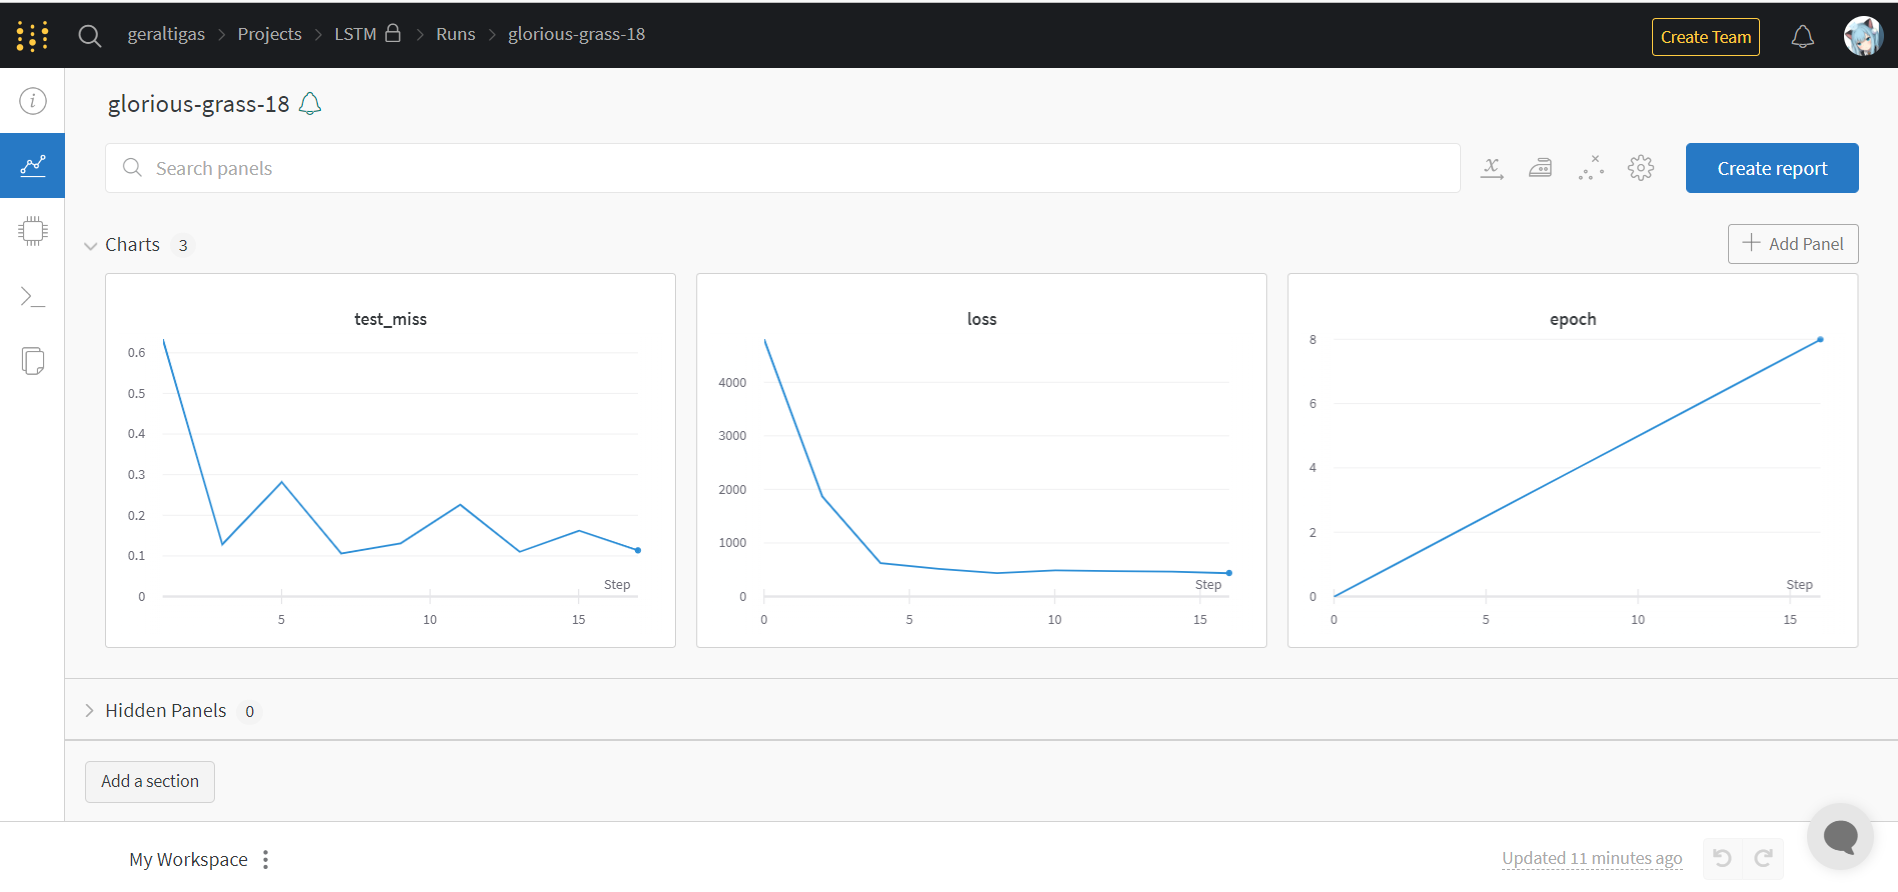 geraltigas > Projects > LSTM > Runs > glorious-grass-18
Create Team
glorious-grass-18
Search panels
Create report
Charts 3
Add Panel
test_miss
0.6
0.5
0.4
0.3
0.2
0.1
0
Step
5 10 15
loss
4000
3000
2000
1000
0
Step
0 5 10 15
epoch
8
6
4
2
0
Step
0 5 10 15
Hidden Panels 0
Add a section
My Workspace
Updated 11 minutes ago